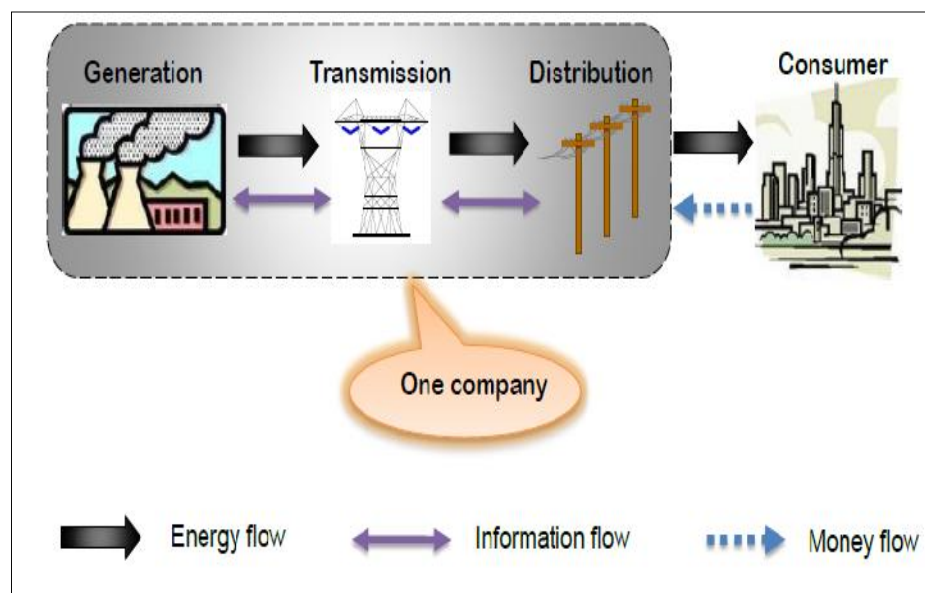 Generation
Transmission
Distribution
Consumer
One company
Energy flow
Information flow
Money flow